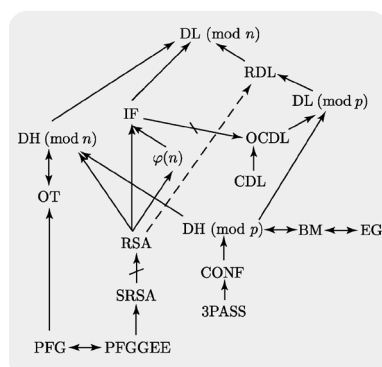 DL (mod n)
RDL
DL (mod p)
IF
DH (mod n)
OCDL
φ(n)
CDL
OT
RSA
DH (mod p)
BM
EG
CONF
SRSA
3PASS
PFG
PFGGEE